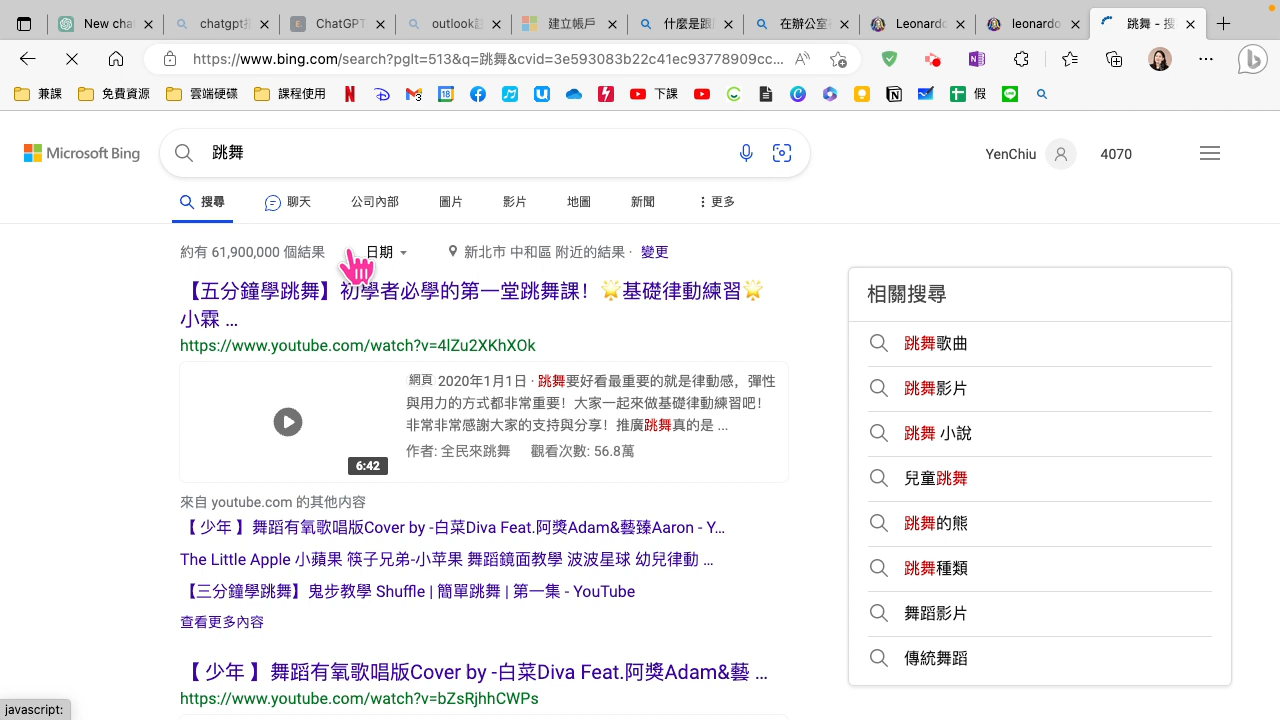 New cha
chatgpt
ChatGPT
outlook
建立帳戶
什麼是跟
在辦公室
Leonardo
leonardo
跳舞 - 搜
https://www.bing.com/search?pglt=513&q=跳舞&cvid=3e593083b22c41ec93778909cc...
兼課
免費資源
雲端硬碟
課程使用
下課
假
Microsoft Bing
跳舞
YenChiu
4070
搜尋
聊天
公司內部
圖片
影片
地圖
新聞
更多
約有 61,900,000 個結果
日期
新北市 中和區 附近的結果 · 變更
【五分鐘學跳舞】初學者必學的第一堂跳舞課！🌟基礎律動練習🌟
小霖 ...
https://www.youtube.com/watch?v=4lZu2XKhXOk
網頁 2020年1月1日 · 跳舞要好看最重要的就是律動感，彈性
與用力的方式都非常重要！大家一起來做基礎律動練習吧！
非常非常感謝大家的支持與分享！推廣跳舞真的是 ...
作者: 全民來跳舞 觀看次數: 56.8萬
6:42
來自 youtube.com 的其他內容
【 少年 】舞蹈有氧歌唱版Cover by -白菜Diva Feat.阿獎Adam&藝臻Aaron - Y...
The Little Apple 小蘋果 筷子兄弟-小苹果 舞蹈鏡面教學 波波星球 幼兒律動 ...
【三分鐘學跳舞】鬼步教學 Shuffle | 簡單跳舞 | 第一集 - YouTube
查看更多內容
【 少年 】舞蹈有氧歌唱版Cover by -白菜Diva Feat.阿獎Adam&藝 ...
https://www.youtube.com/watch?v=bZsRjhhCWPs
相關搜尋
跳舞歌曲
跳舞影片
跳舞 小說
兒童跳舞
跳舞的熊
跳舞種類
舞蹈影片
傳統舞蹈
javascript: